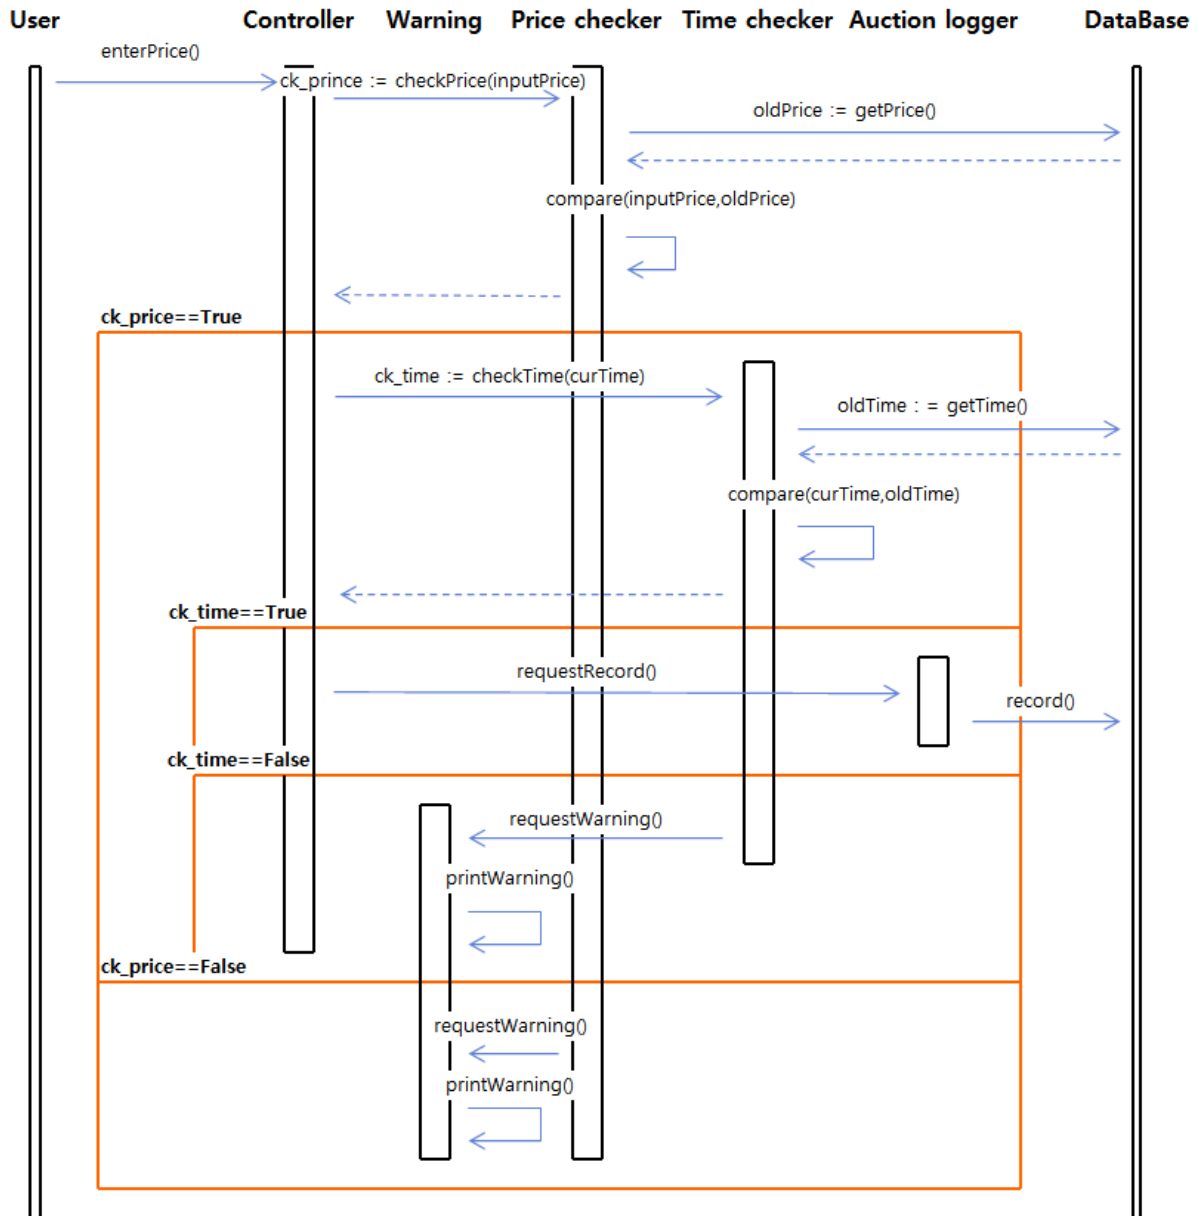 User Controller Warning Price checker Time checker Auction logger DataBase
enterPrice()
ck_prince := checkPrice(inputPrice)
oldPrice := getPrice()
compare(inputPrice,oldPrice)
ck_price==True
ck_time := checkTime(curTime)
oldTime : = getTime()
compare(curTime,oldTime)
ck_time==True
requestRecord()
record()
ck_time==False
requestWarning()
printWarning()
ck_price==False
requestWarning()
printWarning()